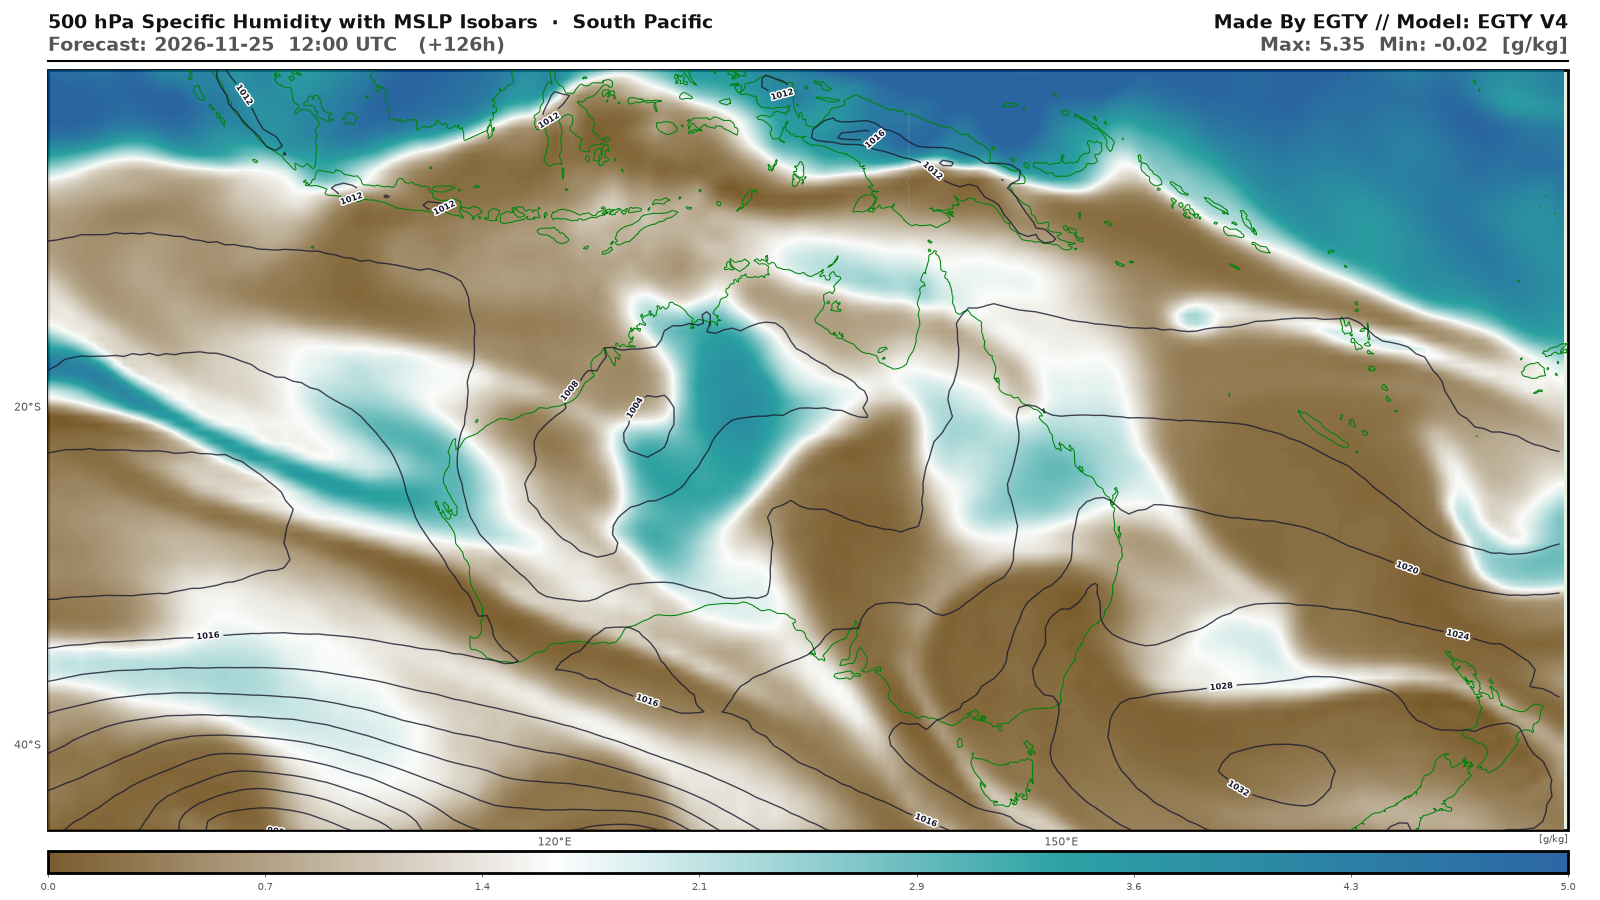 500 hPa Specific Humidity with MSLP Isobars · South Pacific
Made By EGTY // Model: EGTY V4
Forecast: 2026-11-25 12:00 UTC (+126h)
Max: 5.35 Min: -0.02 [g/kg]
1012
1012
1012
1016
1012
1012
1012
1008
1004
20°S
1020
1016
1024
1028
1016
40°S
1032
1016
120°E
150°E
[g/kg]
0.0 0.7 1.4 2.1 2.9 3.6 4.3 5.0